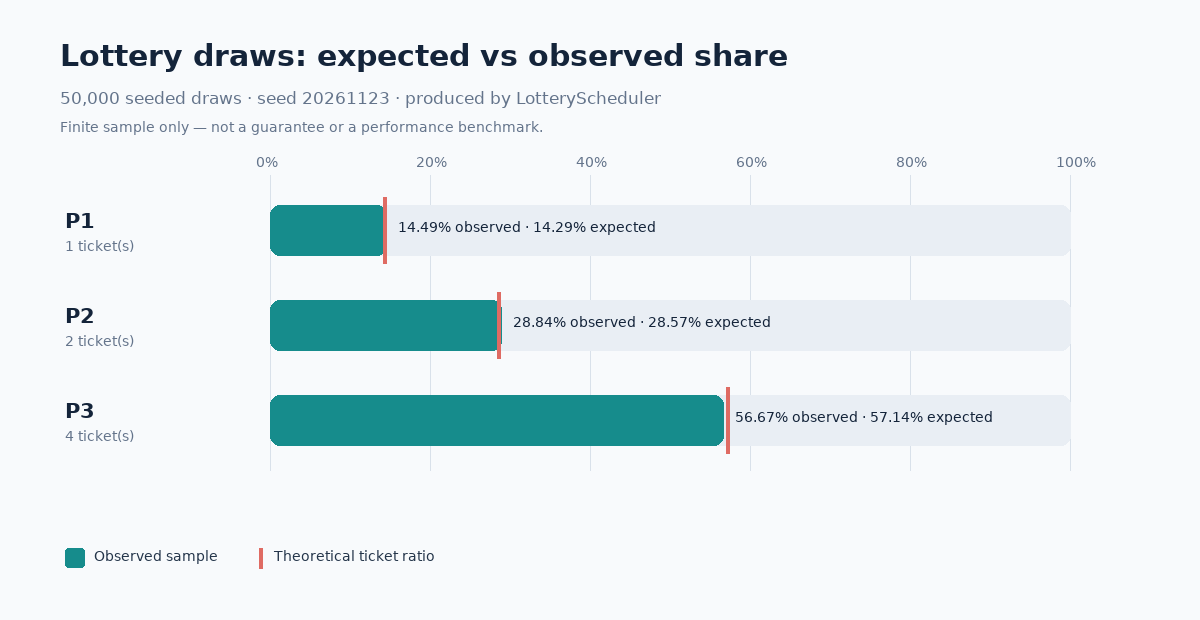 Lottery draws: expected vs observed share
50,000 seeded draws · seed 20261123 · produced by LotteryScheduler
Finite sample only — not a guarantee or a performance benchmark.
0% 20% 40% 60% 80% 100%
P1
14.49% observed · 14.29% expected
1 ticket(s)
P2
28.84% observed · 28.57% expected
2 ticket(s)
P3
56.67% observed · 57.14% expected
4 ticket(s)
Observed sample Theoretical ticket ratio